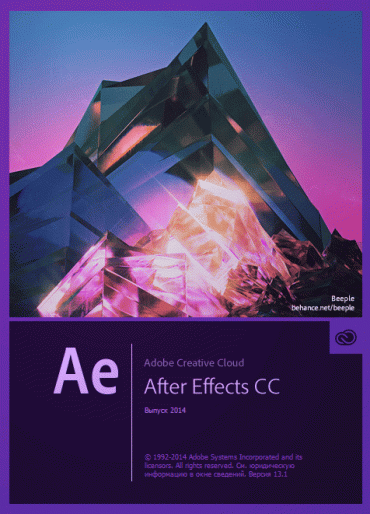 Beeple
behance.net/beeple
Ae
Adobe Creative Cloud
After Effects CC
Выпуск 2014
© 1992-2014 Adobe Systems Incorporated and its
licensors. All rights reserved. См. юридическую
информацию в окне сведений. Версия 13.1